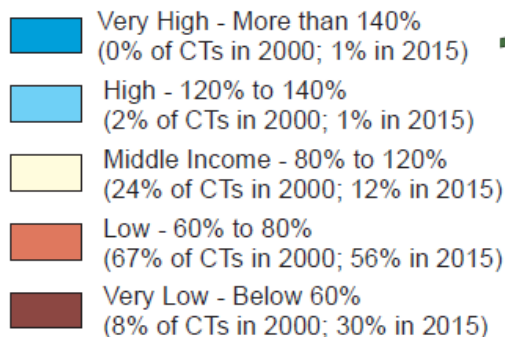 Very High - More than 140%
(0% of CTs in 2000; 1% in 2015)
High - 120% to 140%
(2% of CTs in 2000; 1% in 2015)
Middle Income - 80% to 120%
(24% of CTs in 2000; 12% in 2015)
Low - 60% to 80%
(67% of CTs in 2000; 56% in 2015)
Very Low - Below 60%
(8% of CTs in 2000; 30% in 2015)